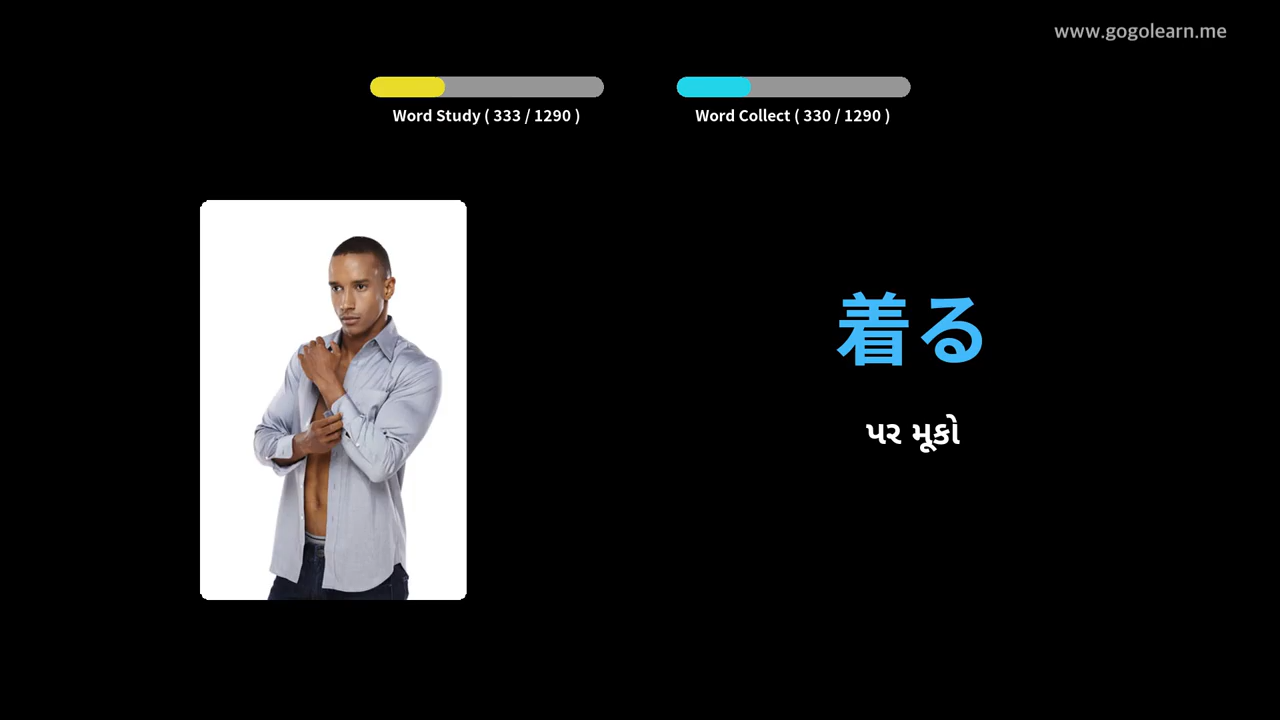 www.gogolearn.me
Word Study ( 333 / 1290 )
Word Collect ( 330 / 1290 )
着る
પર મૂકો